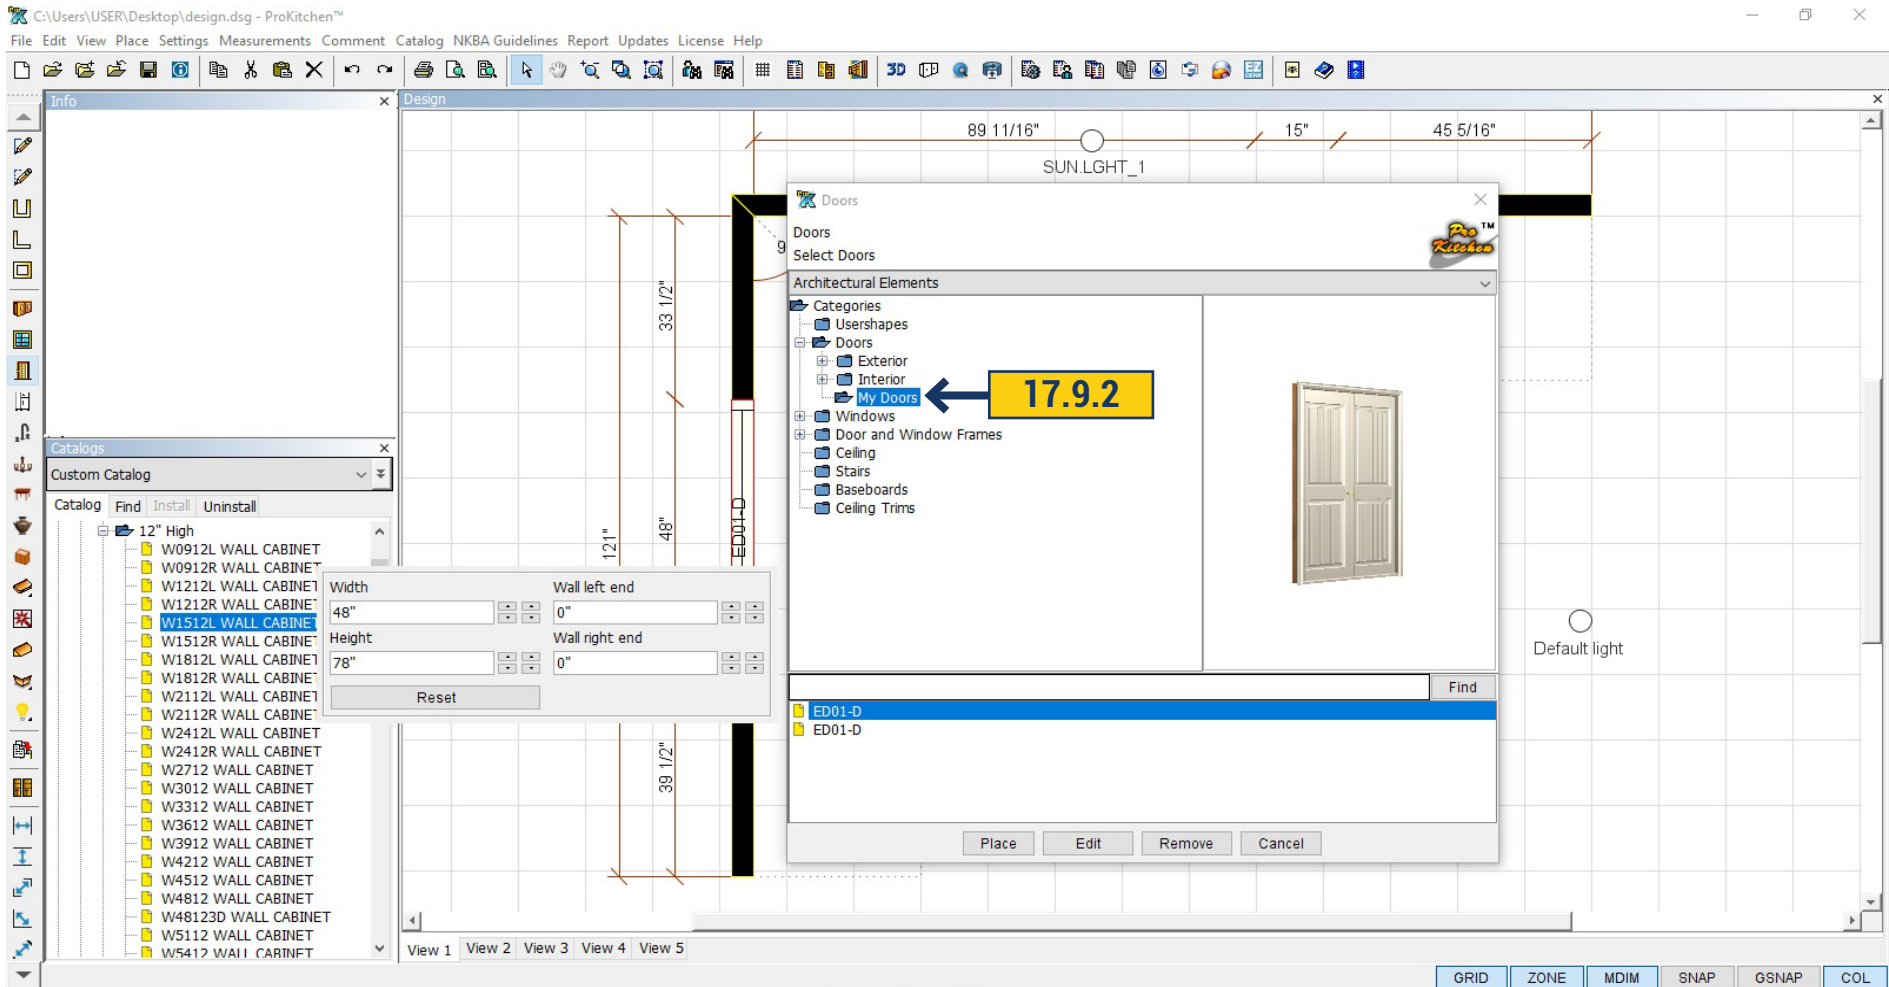 C:\Users\USER\Desktop\design.dsg - ProKitchen™
File Edit View Place Settings Measurements Comment Catalog NKBA Guidelines Report Updates License Help
3D
EZ
Info
Design
89 11/16"
15"
45 5/16"
SUN.LGHT_1
33 1/2"
48"
121"
ED01-D
39 1/2"
9
Default light
Doors
Doors
Select Doors
Pro Kitchen ™
Architectural Elements
Categories
Usershapes
Doors
Exterior
Interior
My Doors
Windows
Door and Window Frames
Ceiling
Stairs
Baseboards
Ceiling Trims
17.9.2
Find
ED01-D
ED01-D
Place Edit Remove Cancel
Catalogs
Custom Catalog
Catalog Find Install Uninstall
12" High
W0912L WALL CABINET
W0912R WALL CABINET
W1212L WALL CABINET
W1212R WALL CABINET
W1512L WALL CABINET
W1512R WALL CABINET
W1812L WALL CABINET
W1812R WALL CABINET
W2112L WALL CABINET
W2112R WALL CABINET
W2412L WALL CABINET
W2412R WALL CABINET
W2712 WALL CABINET
W3012 WALL CABINET
W3312 WALL CABINET
W3612 WALL CABINET
W3912 WALL CABINET
W4212 WALL CABINET
W4512 WALL CABINET
W4812 WALL CABINET
W48123D WALL CABINET
W5112 WALL CABINET
W5412 WALL CABINET
Width
48"
Height
78"
Reset
Wall left end
0"
Wall right end
0"
View 1 View 2 View 3 View 4 View 5
GRID ZONE MDIM SNAP GSNAP COL